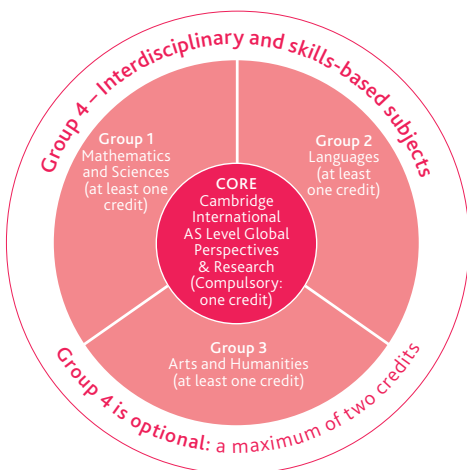 Group 4 – Interdisciplinary and skills-based subjects
Group 1
Mathematics
and Sciences
(at least one
credit)
Group 2
Languages
(at least
one credit)
CORE
Cambridge
International
AS Level Global
Perspectives
& Research
(Compulsory:
one credit)
Group 3
Arts and Humanities
(at least one credit)
Group 4 is optional: a maximum of two credits